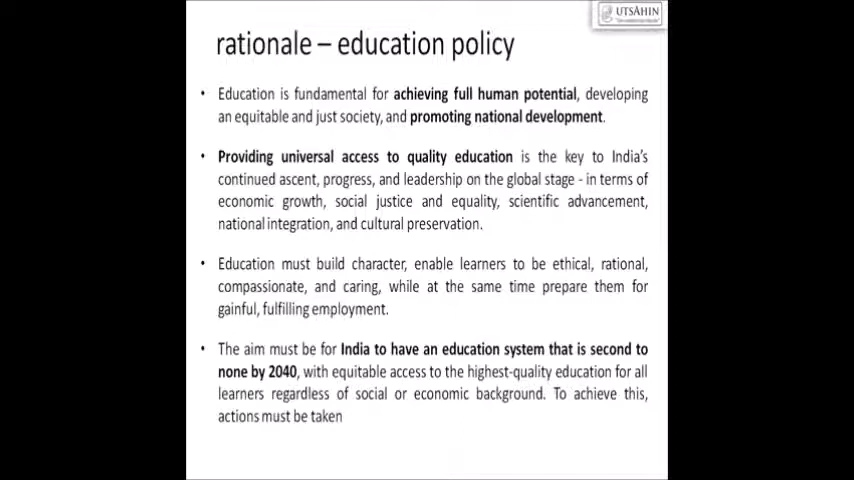 UTSĀHIN
rationale – education policy
• Education is fundamental for achieving full human potential, developing
an equitable and just society, and promoting national development.
• Providing universal access to quality education is the key to India's
continued ascent, progress, and leadership on the global stage - in terms of
economic growth, social justice and equality, scientific advancement,
national integration, and cultural preservation.
• Education must build character, enable learners to be ethical, rational,
compassionate, and caring, while at the same time prepare them for
gainful, fulfilling employment.
• The aim must be for India to have an education system that is second to
none by 2040, with equitable access to the highest-quality education for all
learners regardless of social or economic background. To achieve this,
actions must be taken